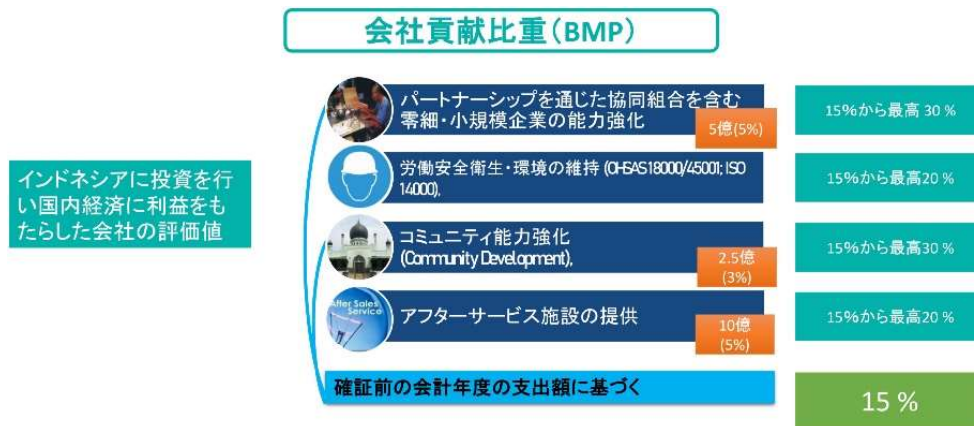 会社貢献比重（BMP）
パートナーシップを通じた協同組合を含む
零細・小規模企業の能力強化
5億(5%)
15%から最高 30 %
労働安全衛生・環境の維持 (OHSAS18000/45001; ISO
14000),
15%から最高20 %
インドネシアに投資を行
い国内経済に利益をも
たらした会社の評価値
コミュニティ能力強化
(Community Development),
2.5億
(3%)
15%から最高30 %
After Sales
Service
アフターサービス施設の提供
10億
(5%)
15%から最高20 %
確証前の会計年度の支出額に基づく
15 %